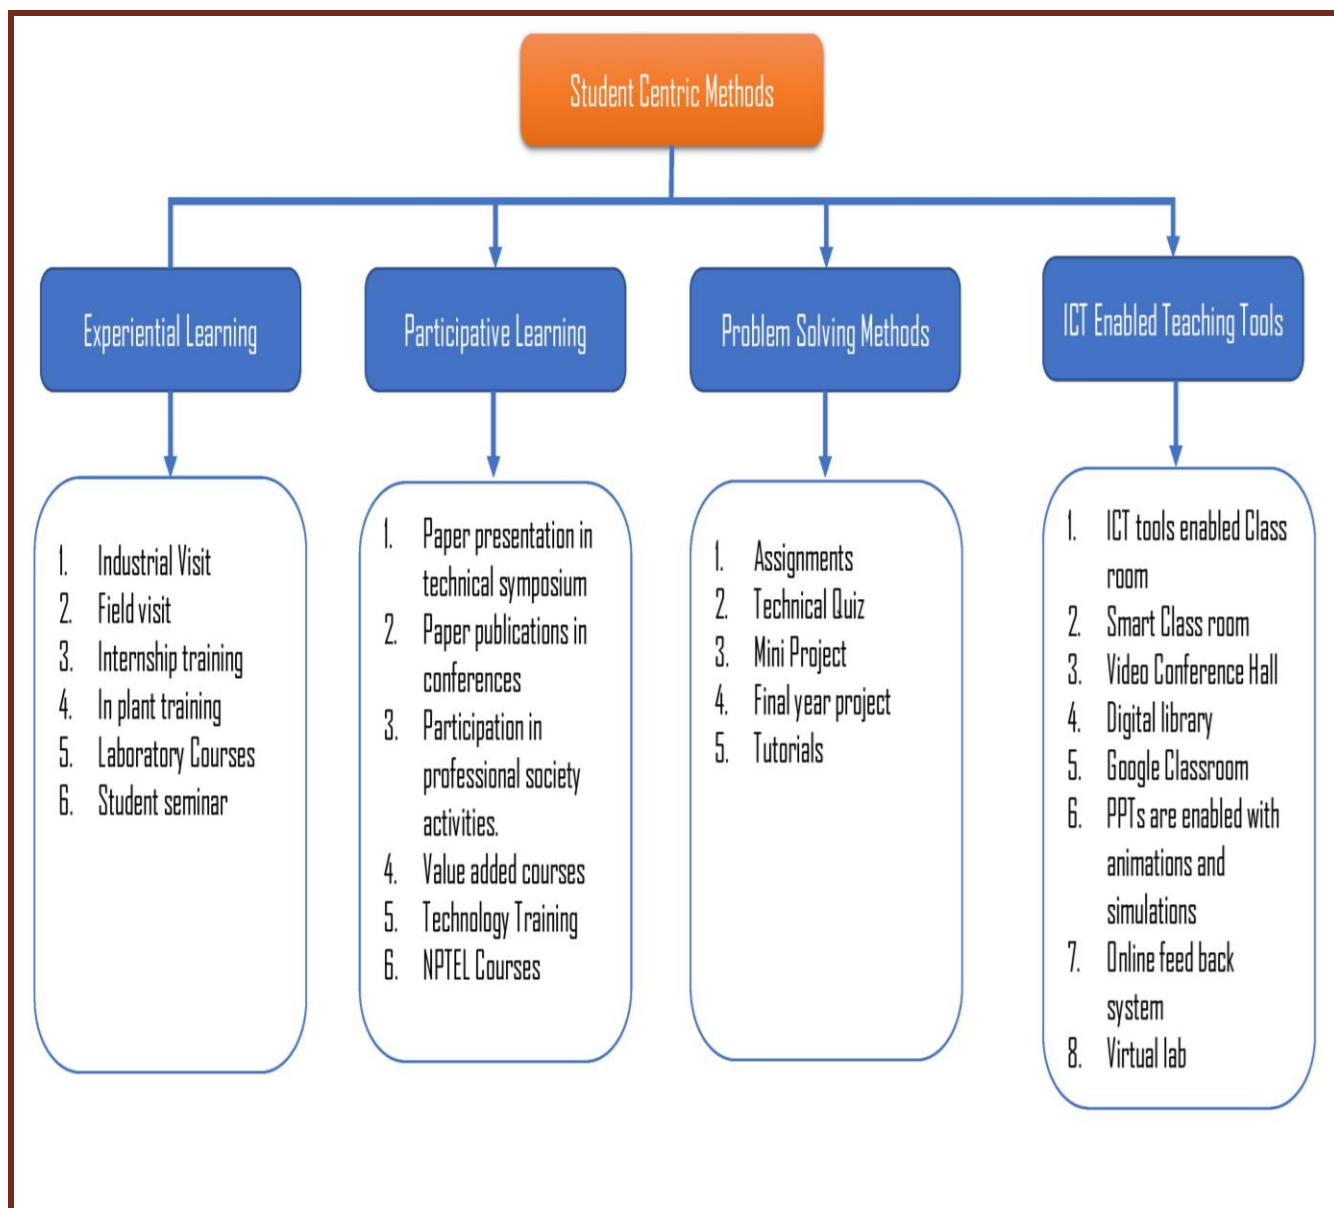 Student Centric Methods
Experiential Learning
Participative Learning
Problem Solving Methods
ICT Enabled Teaching Tools
1. Industrial Visit
2. Field visit
3. Internship training
4. In plant training
5. Laboratory Courses
6. Student seminar
1. Paper presentation in
technical symposium
2. Paper publications in
conferences
3. Participation in
professional society
activities.
4. Value added courses
5. Technology Training
6. NPTEL Courses
1. Assignments
2. Technical Quiz
3. Mini Project
4. Final year project
5. Tutorials
1. ICT tools enabled Class
room
2. Smart Class room
3. Video Conference Hall
4. Digital library
5. Google Classroom
6. PPTs are enabled with
animations and
simulations
7. Online feed back
system
8. Virtual lab